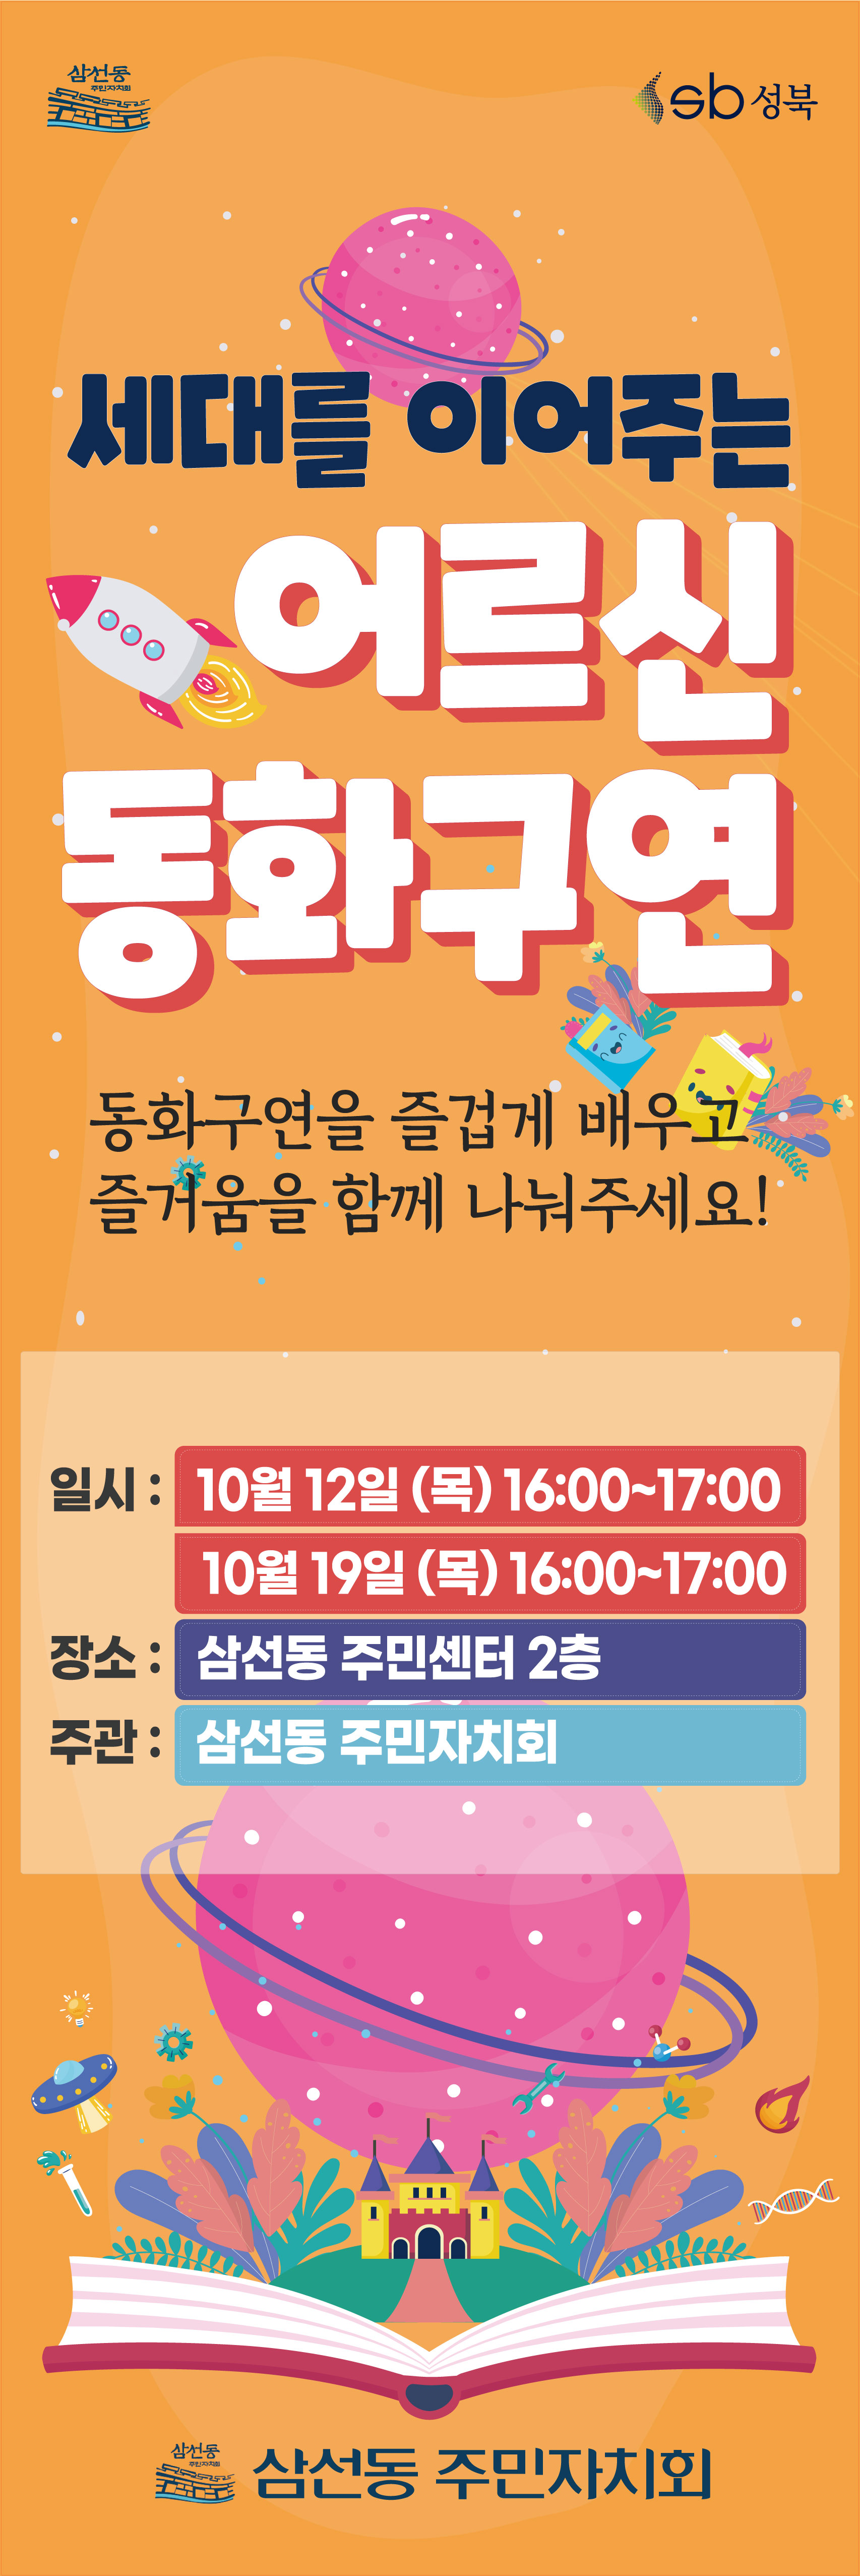 삼선동
주민자치회
sb 성북
세대를 이어주는
어르신
동화구연
동화구연을 즐겁게 배우고
즐거움을 함께 나눠주세요!
일시 : 10월 12일 (목) 16:00~17:00
10월 19일 (목) 16:00~17:00
장소 : 삼선동 주민센터 2층
주관 : 삼선동 주민자치회
삼선동
주민자치회
삼선동 주민자치회